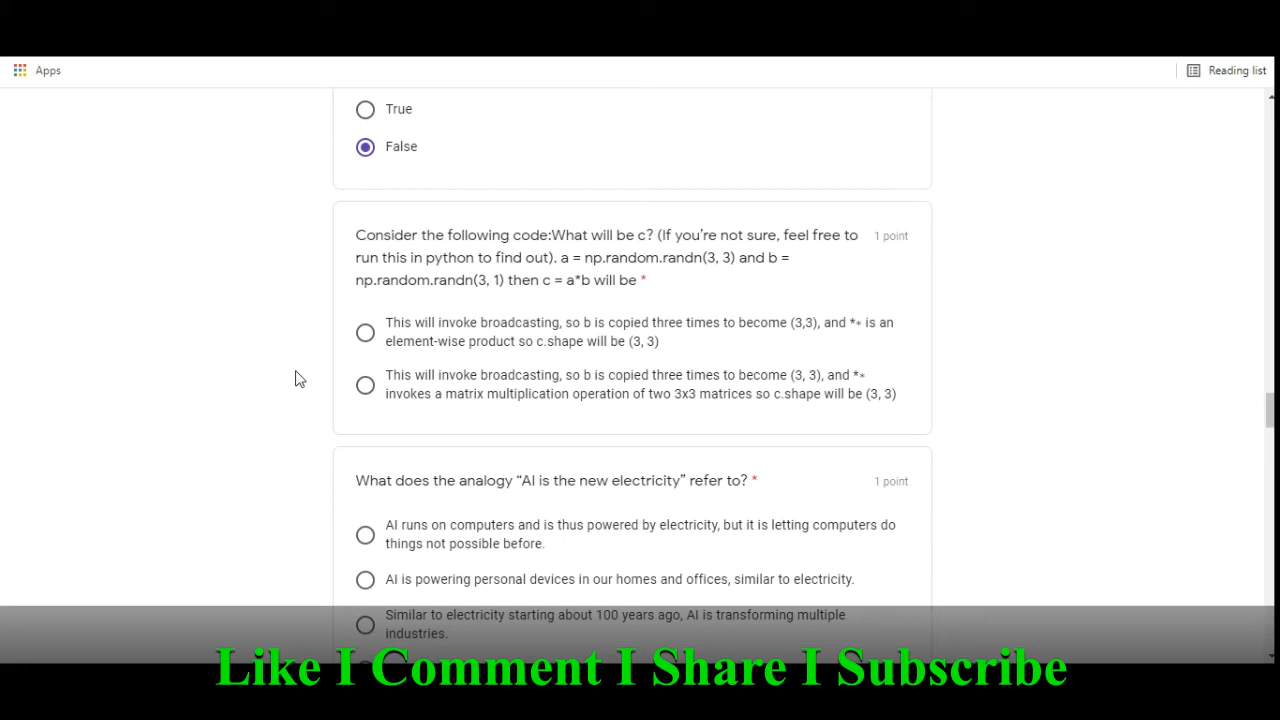 Apps
Reading list
True
False
Consider the following code:What will be c? (If you’re not sure, feel free to
1 point
run this in python to find out). a = np.random.randn(3, 3) and b =
np.random.randn(3, 1) then c = a*b will be *
This will invoke broadcasting, so b is copied three times to become (3,3), and *∗ is an
element-wise product so c.shape will be (3, 3)
This will invoke broadcasting, so b is copied three times to become (3, 3), and *∗
invokes a matrix multiplication operation of two 3x3 matrices so c.shape will be (3, 3)
What does the analogy “AI is the new electricity” refer to? *
1 point
AI runs on computers and is thus powered by electricity, but it is letting computers do
things not possible before.
AI is powering personal devices in our homes and offices, similar to electricity.
Similar to electricity starting about 100 years ago, AI is transforming multiple
industries.
Like I Comment I Share I Subscribe